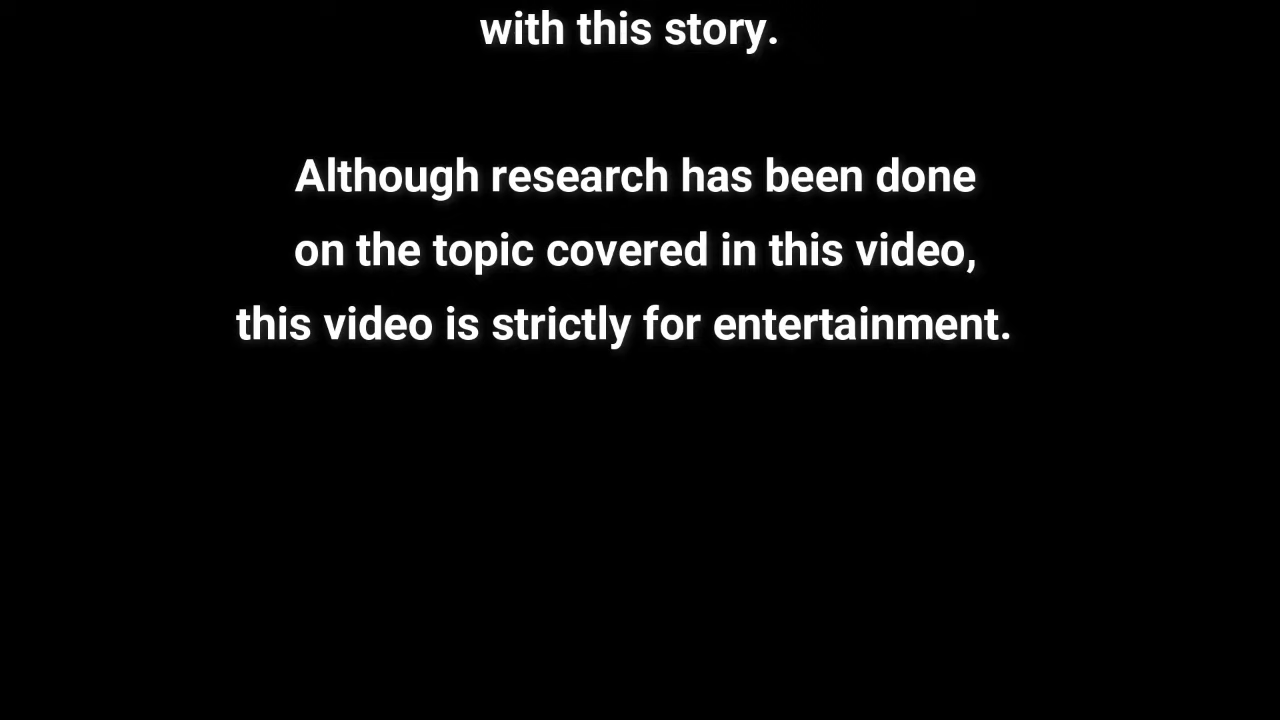 with this story.
Although research has been done
on the topic covered in this video,
this video is strictly for entertainment.